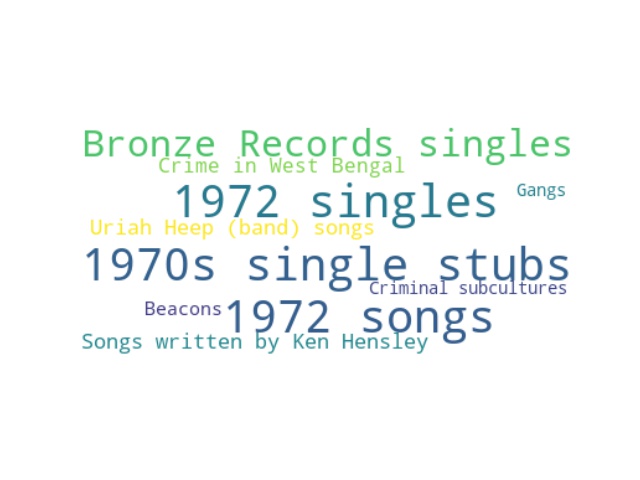 Bronze Records singles
Crime in West Bengal
1972 singles
Gangs
Uriah Heep (band) songs
1970s single stubs
Criminal subcultures
Beacons
1972 songs
Songs written by Ken Hensley